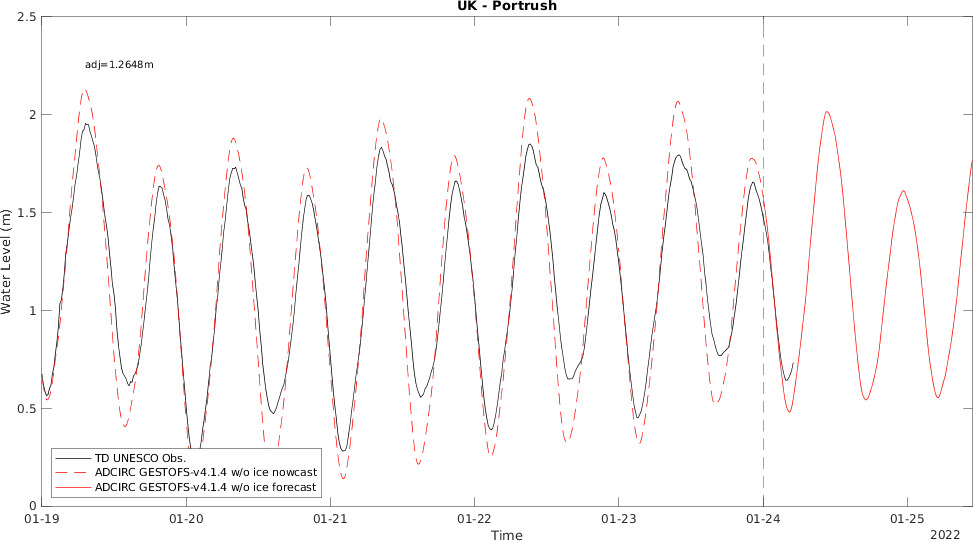 UK - Portrush
2.5
adj=1.2648m
2
1.5
1
0.5
0
Water Level (m)
TD UNESCO Obs.
ADCIRC GESTOFS-v4.1.4 w/o ice nowcast
ADCIRC GESTOFS-v4.1.4 w/o ice forecast
01-19 01-20 01-21 01-22 01-23 01-24 01-25
Time
2022